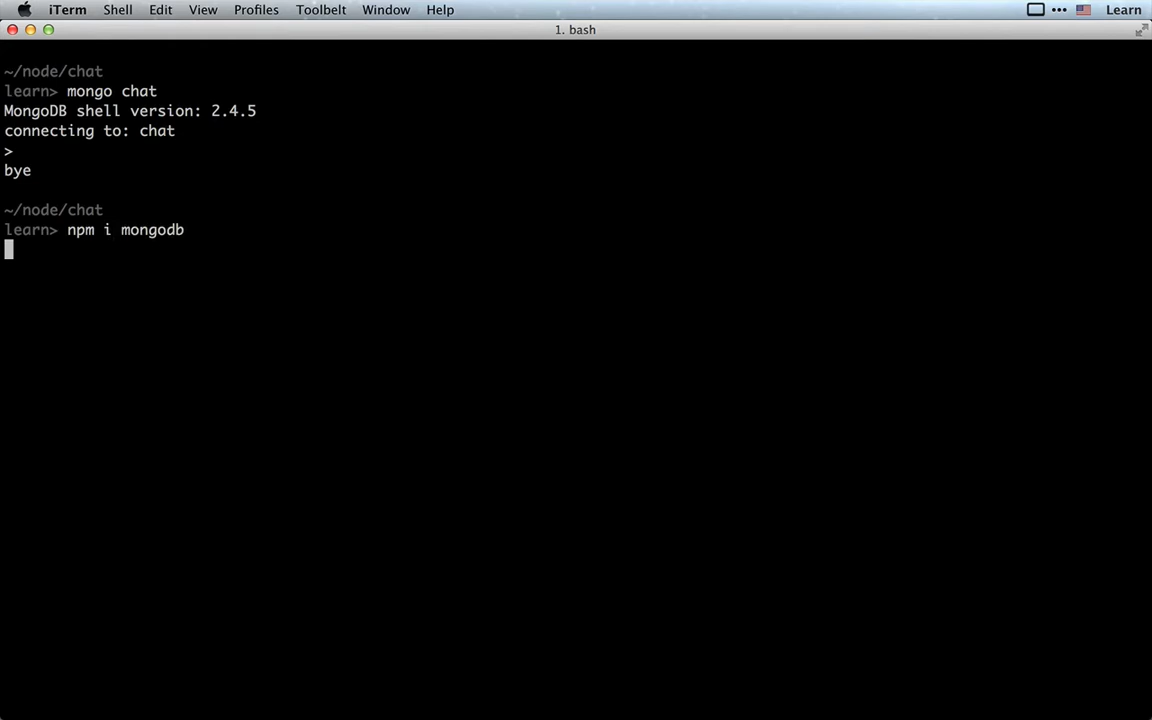 iTerm Shell Edit View Profiles Toolbelt Window Help Learn
1. bash
~/node/chat
learn> mongo chat
MongoDB shell version: 2.4.5
connecting to: chat
>
bye
~/node/chat
learn> npm i mongodb